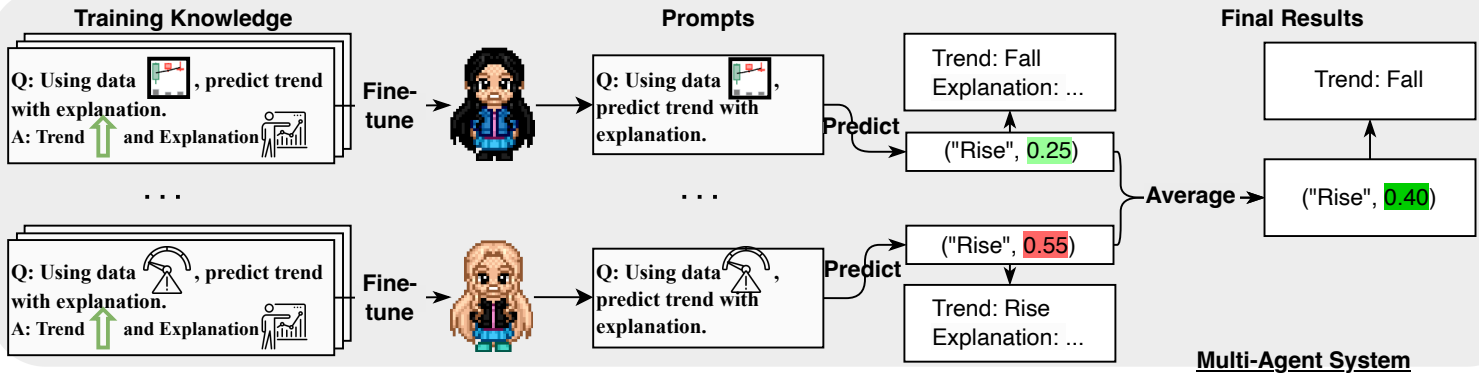 Training Knowledge
Q: Using data , predict trend
with explanation.
A: Trend and Explanation
Fine-
tune
. . .
Q: Using data , predict trend
with explanation.
A: Trend and Explanation
Fine-
tune
Prompts
Q: Using data ,
predict trend with
explanation.
Predict
. . .
Q: Using data ,
predict trend with
explanation.
Predict
Trend: Fall
Explanation: ...
("Rise", 0.25)
("Rise", 0.55)
Trend: Rise
Explanation: ...
Average
Final Results
Trend: Fall
("Rise", 0.40)
Multi-Agent System